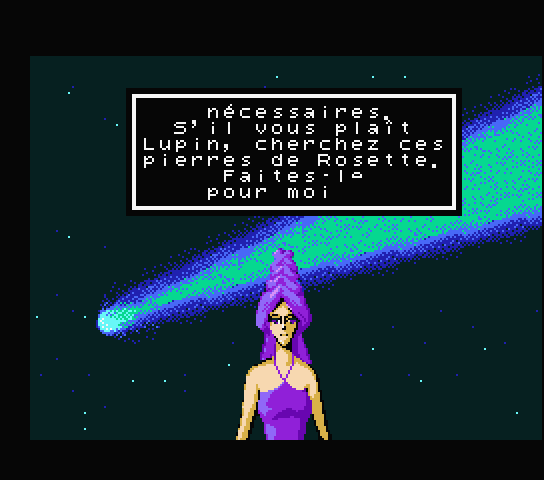 nécessaires.
S'il vous plaît
Lupin, cherchez ces
pierres de Rosette.
Faites-le
pour moi